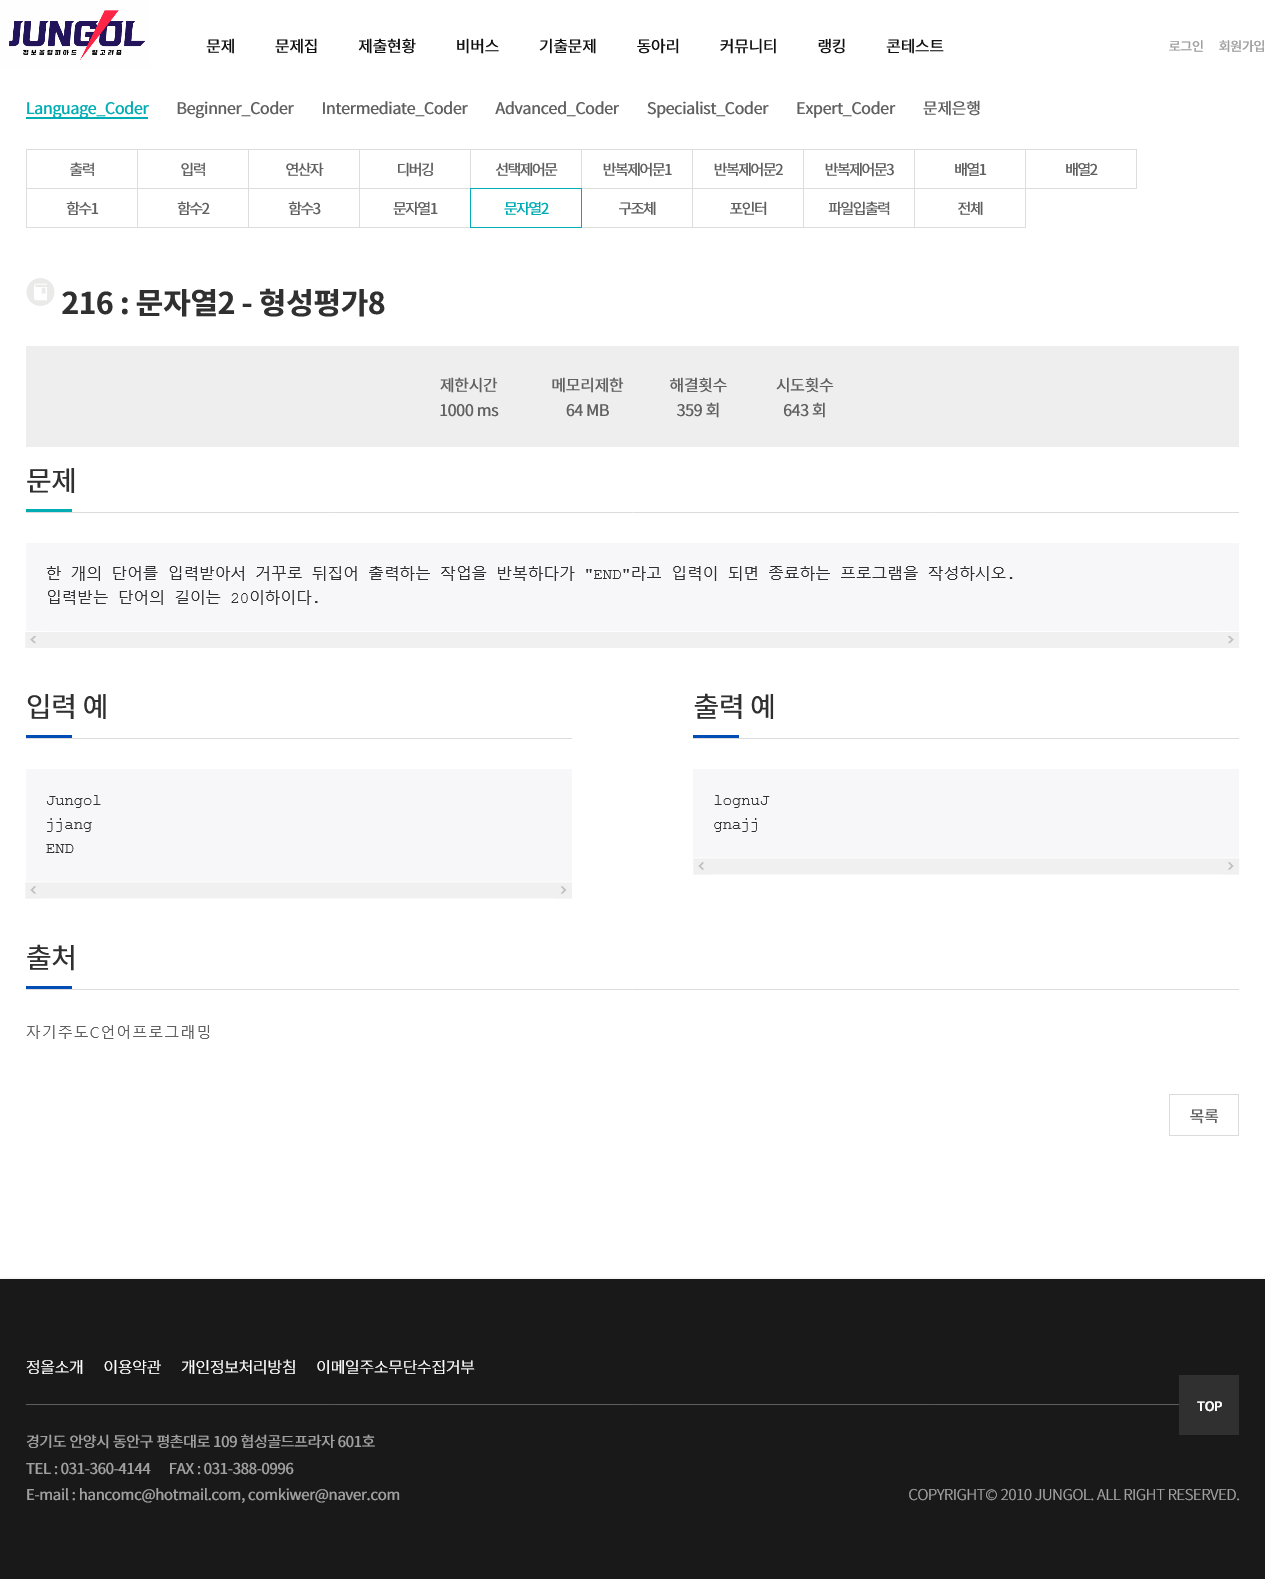 JUNGOL
정보올림피아드 알고리즘
문제 문제집 제출현황 비버스 기출문제 동아리 커뮤니티 랭킹 콘테스트 로그인 회원가입
Language_Coder Beginner_Coder Intermediate_Coder Advanced_Coder Specialist_Coder Expert_Coder 문제은행
출력 입력 연산자 디버깅 선택제어문 반복제어문1 반복제어문2 반복제어문3 배열1 배열2
함수1 함수2 함수3 문자열1 문자열2 구조체 포인터 파일입출력 전체
216 : 문자열2 - 형성평가8
제한시간 메모리제한 해결횟수 시도횟수
1000 ms 64 MB 359 회 643 회
문제
한 개의 단어를 입력받아서 거꾸로 뒤집어 출력하는 작업을 반복하다가 "END"라고 입력이 되면 종료하는 프로그램을 작성하시오.
입력받는 단어의 길이는 20이하이다.
입력 예
Jungol
jjang
END
출력 예
lognuJ
gnajj
출처
자기주도C언어프로그래밍
목록
정올소개 이용약관 개인정보처리방침 이메일주소무단수집거부
TOP
경기도 안양시 동안구 평촌대로 109 협성골드프라자 601호
TEL : 031-360-4144 FAX : 031-388-0996
E-mail : hancomc@hotmail.com, comkiwer@naver.com
COPYRIGHT© 2010 JUNGOL. ALL RIGHT RESERVED.